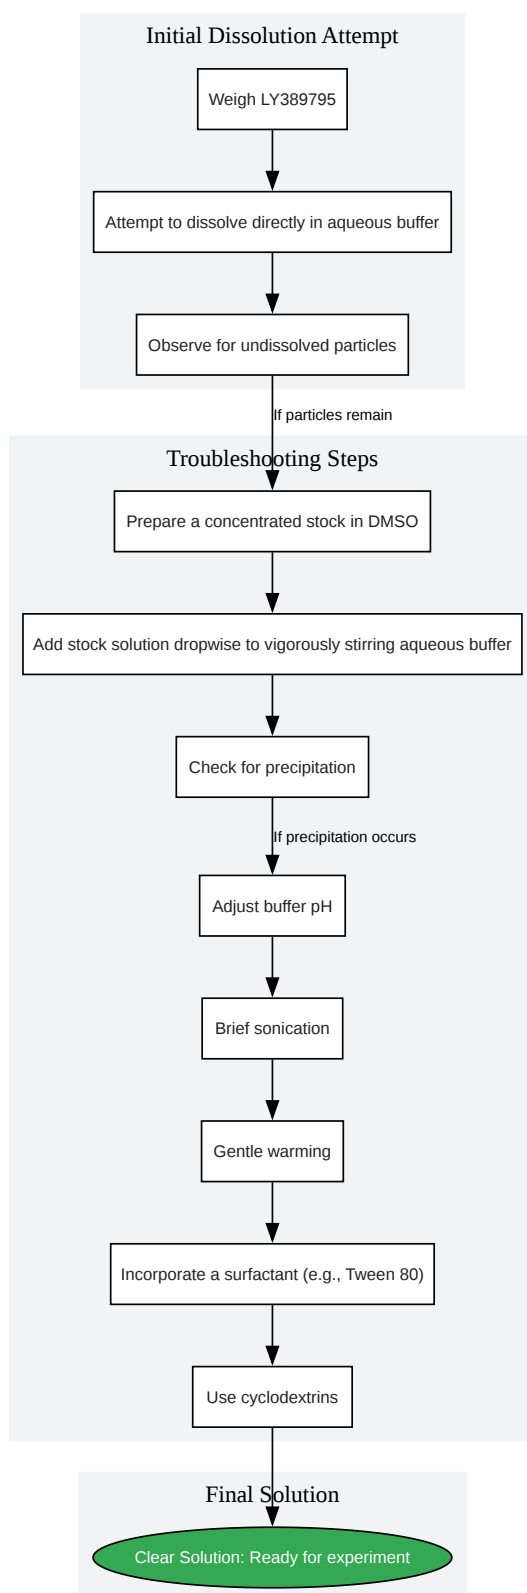 Initial Dissolution Attempt
Weigh LY389795
Attempt to dissolve directly in aqueous buffer
Observe for undissolved particles
If particles remain
Troubleshooting Steps
Prepare a concentrated stock in DMSO
Add stock solution dropwise to vigorously stirring aqueous buffer
Check for precipitation
If precipitation occurs
Adjust buffer pH
Brief sonication
Gentle warming
Incorporate a surfactant (e.g., Tween 80)
Use cyclodextrins
Final Solution
Clear Solution: Ready for experiment